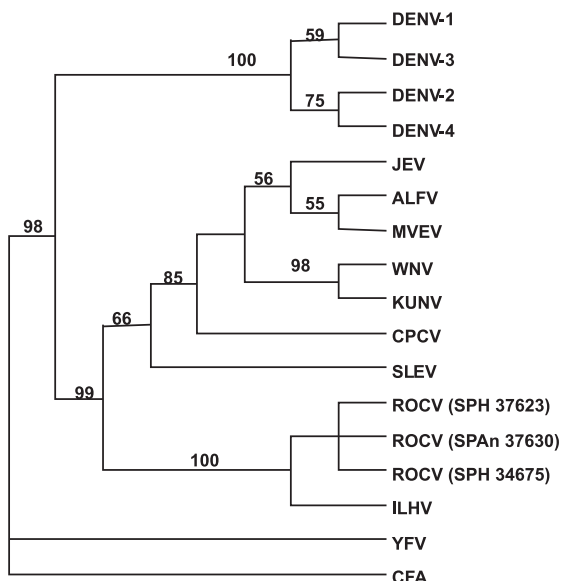 DENV-1
59
100
DENV-3
DENV-2
75
DENV-4
JEV
56
ALFV
55
MVEV
98
WNV
98
85
KUNV
66
CPCV
SLEV
99
ROCV (SPH 37623)
ROCV (SPAn 37630)
100
ROCV (SPH 34675)
ILHV
YFV
CFA